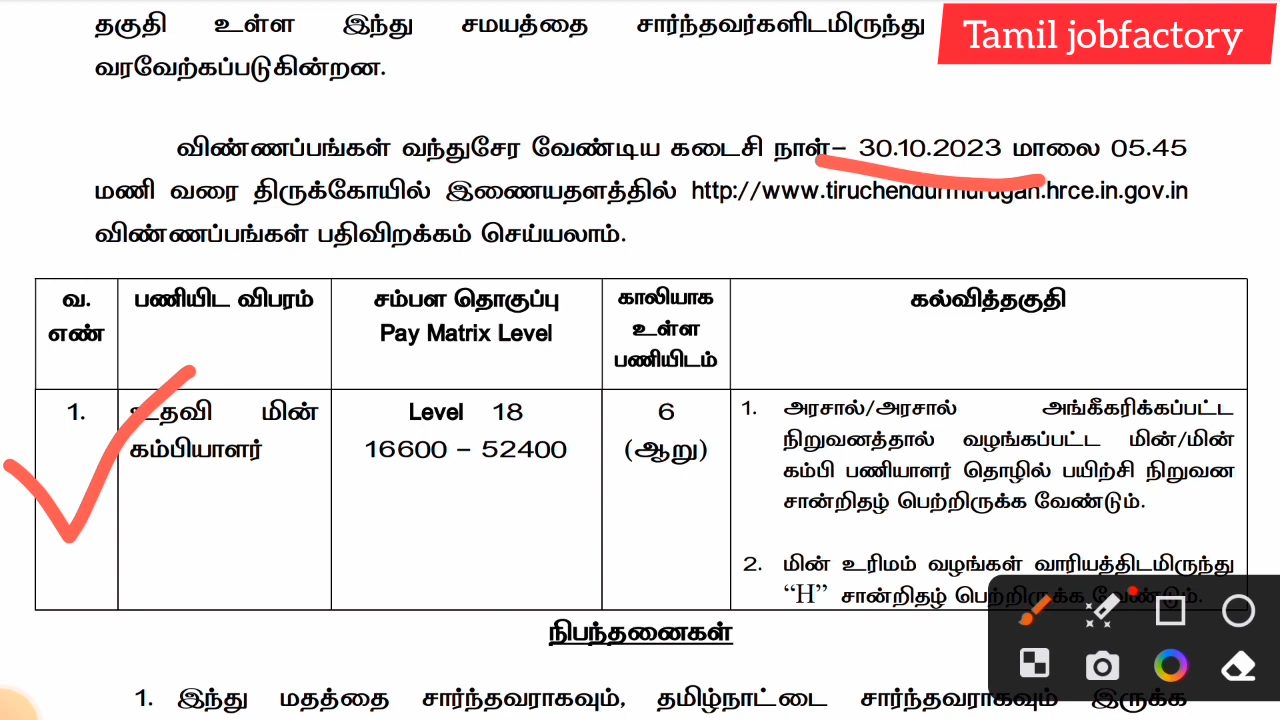 தகுதி உள்ள இந்து சமயத்தை சார்ந்தவர்களிடமிருந்து
Tamil jobfactory
வரவேற்கப்படுகின்றன.
விண்ணப்பங்கள் வந்துசேர வேண்டிய கடைசி நாள்- 30.10.2023 மாலை 05.45
மணி வரை திருக்கோயில் இணையதளத்தில் http://www.tiruchendurmurugan.hrce.in.gov.in
விண்ணப்பங்கள் பதிவிறக்கம் செய்யலாம்.
வ.
எண்
பணியிட விபரம்
சம்பள தொகுப்பு
Pay Matrix Level
காலியாக
உள்ள
பணியிடம்
கல்வித்தகுதி
1.
உதவி மின்
கம்பியாளர்
Level 18
16600 – 52400
6
(ஆறு)
1. அரசால்/அரசால் அங்கீகரிக்கப்பட்ட
நிறுவனத்தால் வழங்கப்பட்ட மின்/மின்
கம்பி பணியாளர் தொழில் பயிற்சி நிறுவன
சான்றிதழ் பெற்றிருக்க வேண்டும்.
2. மின் உரிமம் வழங்கள் வாரியத்திடமிருந்து
“H” சான்றிதழ் பெற்றிருக்க வேண்டும்.
நிபந்தனைகள்
1. இந்து மதத்தை சார்ந்தவராகவும், தமிழ்நாட்டை சார்ந்தவராகவும் இருக்க